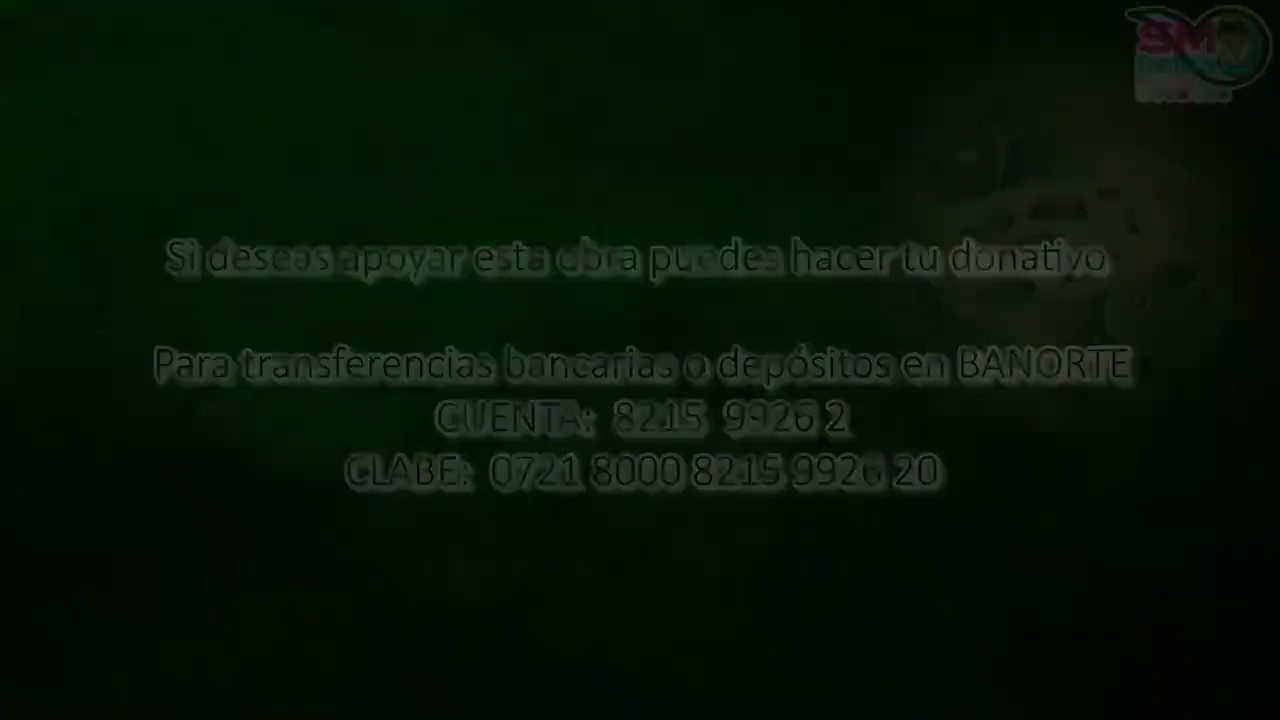 SM
Si deseas apoyar esta obra puedes hacer tu donativo
Para transferencias bancarias o depósitos en BANORTE
CUENTA: 8215 9926 2
CLABE: 0721 8000 8215 9926 20